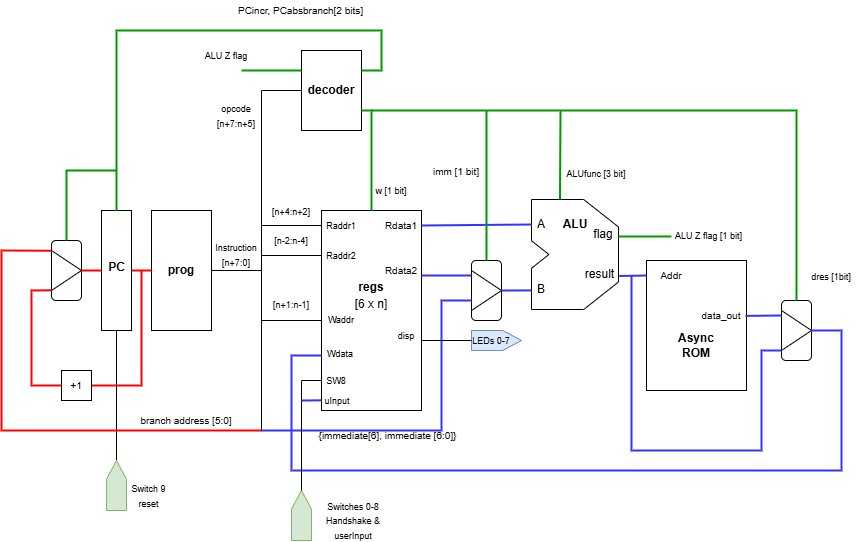 PCincr, PCabsbranch[2 bits]
ALU Z flag
decoder
opcode
[n+7:n+5]
imm [1 bit]
ALUfunc [3 bit]
w [1 bit]
[n+4:n+2]
Raddr1
Rdata1
A
ALU
flag
ALU Z flag [1 bit]
[n-2:n-4]
Instruction
[n+7:0]
Raddr2
PC
prog
Rdata2
result
Addr
dres [1bit]
regs
[6 x n]
B
[n+1:n-1]
Waddr
data_out
disp
LEDs 0-7
Async
ROM
Wdata
+1
SW8
uInput
branch address [5:0]
{immediate[6], immediate [6:0]}
Switch 9
reset
Switches 0-8
Handshake &
userInput